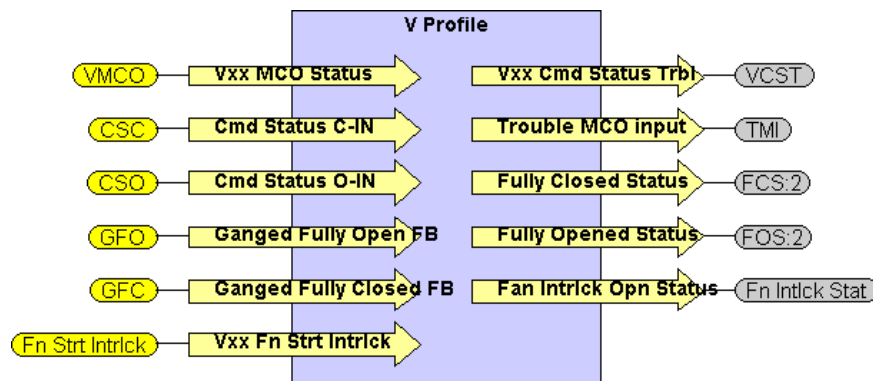 V Profile
VMCO Vxx MCO Status Vxx Cmd Status Trbl VCST
CSC Cmd Status C-IN Trouble MCO input TMI
CSO Cmd Status O-IN Fully Closed Status FCS:2
GFO Ganged Fully Open FB Fully Opened Status FOS:2
GFC Ganged Fully Closed FB Fan Intrlck Opn Status Fn Intlck Stat
Fn Strt Intrlck Vxx Fn Strt Intrlck